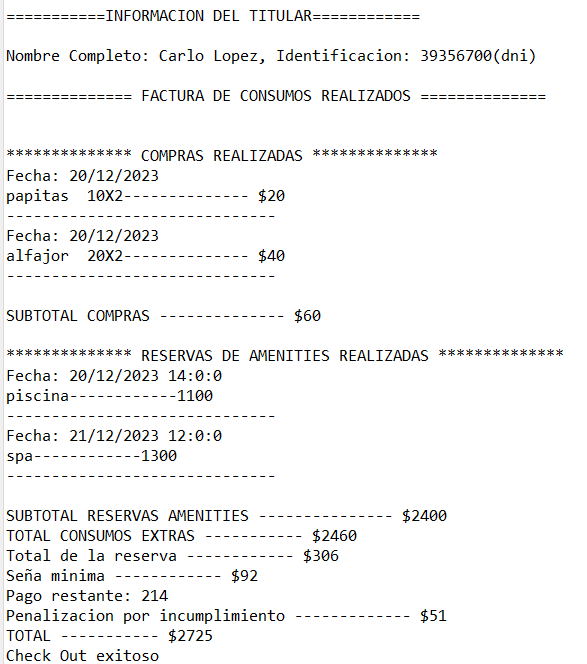 ===========INFORMACION DEL TITULAR============
Nombre Completo: Carlo Lopez, Identificacion: 39356700(dni)
============== FACTURA DE CONSUMOS REALIZADOS ==============
************** COMPRAS REALIZADAS **************
Fecha: 20/12/2023
papitas  10X2-------------- $20
------------------------------
Fecha: 20/12/2023
alfajor  20X2-------------- $40
------------------------------
SUBTOTAL COMPRAS -------------- $60
************** RESERVAS DE AMENITIES REALIZADAS **************
Fecha: 20/12/2023 14:0:0
piscina------------1100
------------------------------
Fecha: 21/12/2023 12:0:0
spa------------1300
------------------------------
SUBTOTAL RESERVAS AMENITIES --------------- $2400
TOTAL CONSUMOS EXTRAS ----------- $2460
Total de la reserva ------------ $306
Seña minima ------------ $92
Pago restante: 214
Penalizacion por incumplimiento ------------- $51
TOTAL ----------- $2725
Check Out exitoso